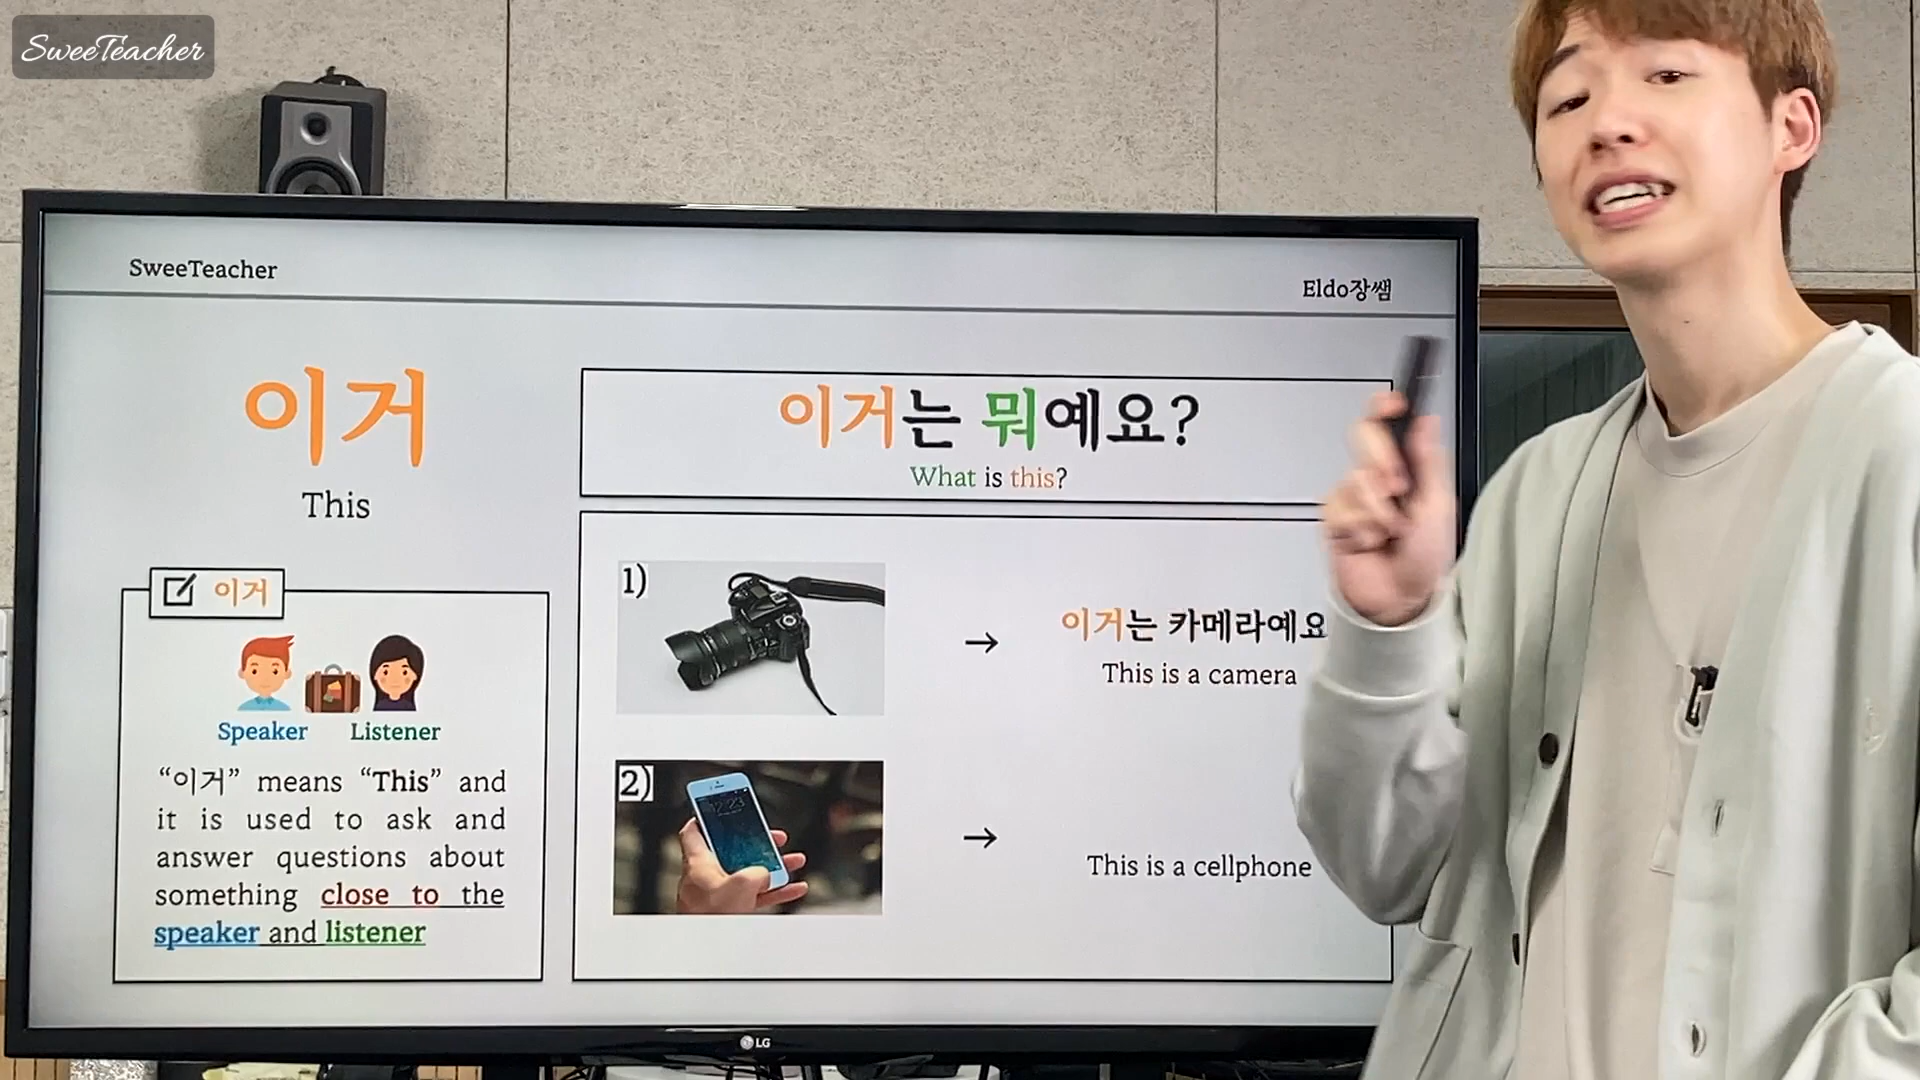 SweeTeacher
SweeTeacher
Eldo장쌤
이거
This
이거
Speaker Listener
“이거” means “This” and
it is used to ask and
answer questions about
something close to the
speaker and listener
이거는 뭐예요?
What is this?
1)
이거는 카메라예요
This is a camera
2)
12:23
This is a cellphone
LG